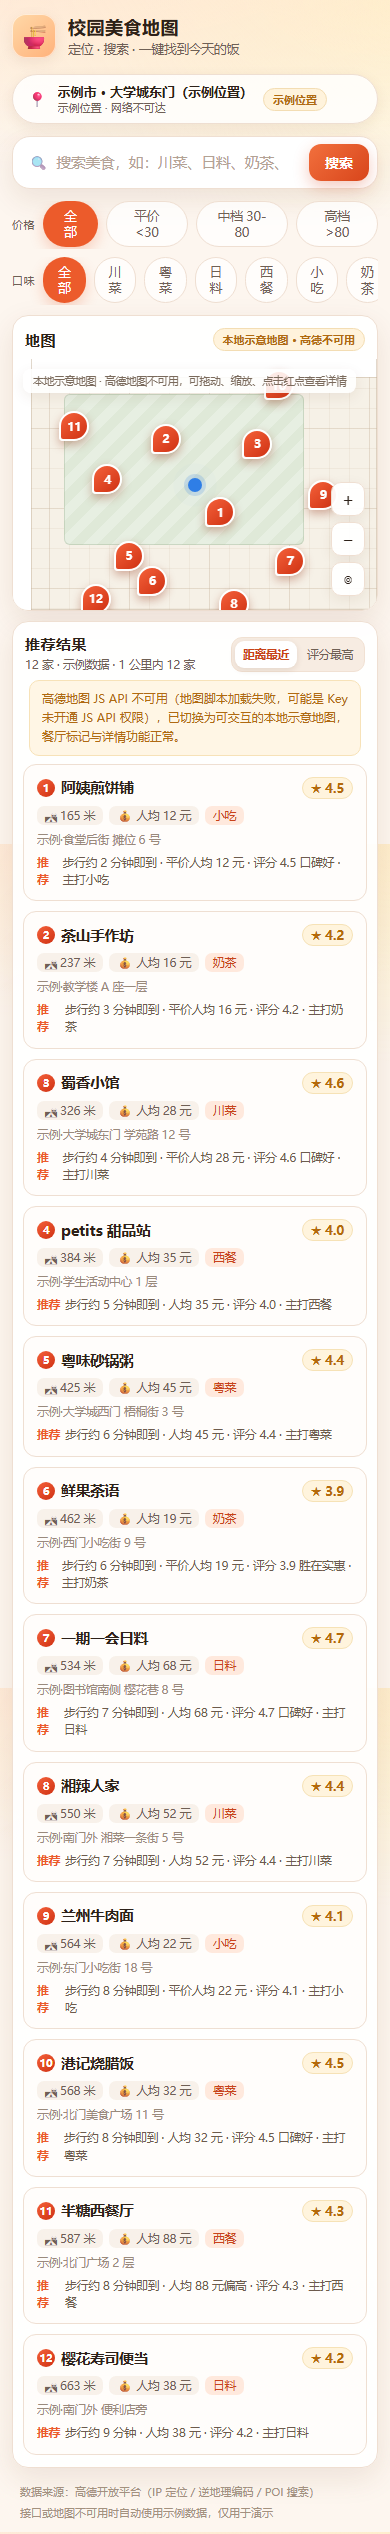 校园美食地图
定位 · 搜索 · 一键找到今天的饭
示例市 • 大学城东门（示例位置）
示例位置 · 网络不可达
示例位置
搜索美食，如：川菜、日料、奶茶、
搜索
价格
全部
平价 <30
中档 30-80
高档 >80
口味
全部
川菜
粤菜
日料
西餐
小吃
奶茶
地图
本地示意地图 • 高德不可用
本地示意地图 · 高德地图不可用，可拖动、缩放、点击红点查看详情
11
2
3
4
9
1
5
6
7
12
8
+
−
推荐结果
12 家 · 示例数据 · 1 公里内 12 家
距离最近
评分最高
高德地图 JS API 不可用（地图脚本加载失败，可能是 Key
未开通 JS API 权限），已切换为可交互的本地示意地图，
餐厅标记与详情功能正常。
1 阿姨煎饼铺 ★ 4.5
165 米 人均 12 元 小吃
示例·食堂后街 摊位 6 号
推荐 步行约 2 分钟即到 · 平价人均 12 元 · 评分 4.5 口碑好 ·
主打小吃
2 茶山手作坊 ★ 4.2
237 米 人均 16 元 奶茶
示例·教学楼 A 座一层
推荐 步行约 3 分钟即到 · 平价人均 16 元 · 评分 4.2 · 主打奶
茶
3 蜀香小馆 ★ 4.6
326 米 人均 28 元 川菜
示例·大学城东门 学苑路 12 号
推荐 步行约 4 分钟即到 · 平价人均 28 元 · 评分 4.6 口碑好 ·
主打川菜
4 petits 甜品站 ★ 4.0
384 米 人均 35 元 西餐
示例·学生活动中心 1 层
推荐 步行约 5 分钟即到 · 人均 35 元 · 评分 4.0 · 主打西餐
5 粤味砂锅粥 ★ 4.4
425 米 人均 45 元 粤菜
示例·大学城西门 梧桐街 3 号
推荐 步行约 6 分钟即到 · 人均 45 元 · 评分 4.4 · 主打粤菜
6 鲜果茶语 ★ 3.9
462 米 人均 19 元 奶茶
示例·西门小吃街 9 号
推荐 步行约 6 分钟即到 · 平价人均 19 元 · 评分 3.9 胜在实惠 ·
主打奶茶
7 一期一会日料 ★ 4.7
534 米 人均 68 元 日料
示例·图书馆南侧 樱花巷 8 号
推荐 步行约 7 分钟即到 · 人均 68 元 · 评分 4.7 口碑好 · 主打
日料
8 湘辣人家 ★ 4.4
550 米 人均 52 元 川菜
示例·南门外 湘菜一条街 5 号
推荐 步行约 7 分钟即到 · 人均 52 元 · 评分 4.4 · 主打川菜
9 兰州牛肉面 ★ 4.1
564 米 人均 22 元 小吃
示例·东门小吃街 18 号
推荐 步行约 8 分钟即到 · 平价人均 22 元 · 评分 4.1 · 主打小
吃
10 港记烧腊饭 ★ 4.5
568 米 人均 32 元 粤菜
示例·北门美食广场 11 号
推荐 步行约 8 分钟即到 · 人均 32 元 · 评分 4.5 口碑好 · 主打
粤菜
11 半糖西餐厅 ★ 4.3
587 米 人均 88 元 西餐
示例·北门广场 2 层
推荐 步行约 8 分钟即到 · 人均 88 元偏高 · 评分 4.3 · 主打西
餐
12 樱花寿司便当 ★ 4.2
663 米 人均 38 元 日料
示例·南门外 便利店旁
推荐 步行约 9 分钟 · 人均 38 元 · 评分 4.2 · 主打日料
数据来源：高德开放平台（IP 定位 / 逆地理编码 / POI 搜索）
接口或地图不可用时自动使用示例数据，仅用于演示